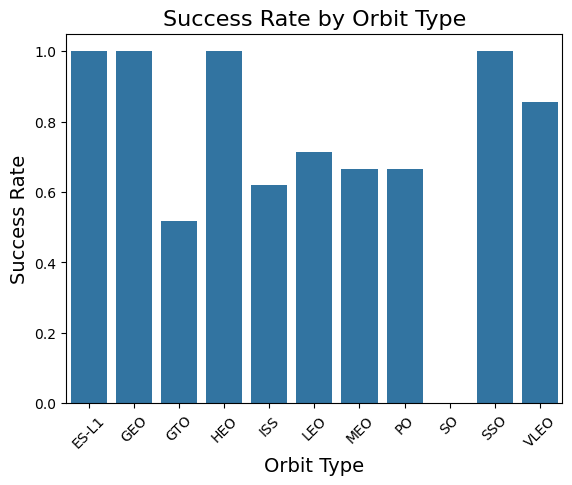 Success Rate by Orbit Type
Success Rate
1.0
0.8
0.6
0.4
0.2
0.0
ES-L1
GEO
GTO
HEO
ISS
LEO
MEO
PO
SO
SSO
VLEO
Orbit Type